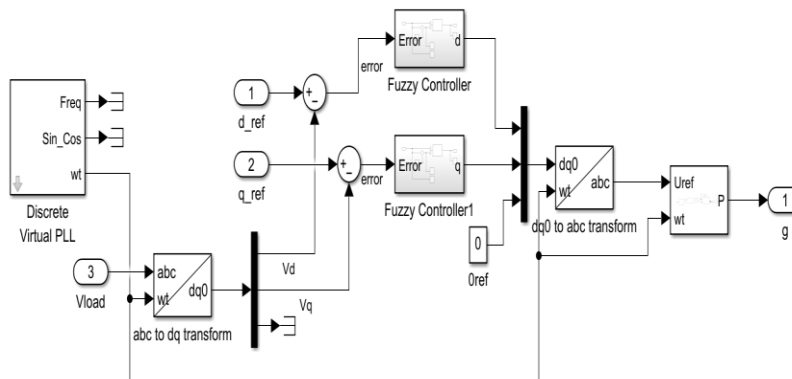 Freq
Sin_Cos
wt
Discrete
Virtual PLL
1
d_ref
2
q_ref
3
Vload
abc
wt
dq0
abc to dq transform
Vd
Vq
+
−
error
+
−
error
Error
d
Fuzzy Controller
Error
q
Fuzzy Controller1
0
0ref
dq0
wt
abc
dq0 to abc transform
Uref
wt
P
1
g